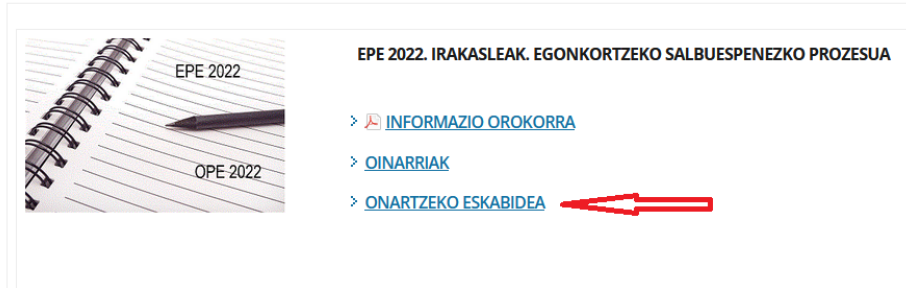 EPE 2022. IRAKASLEAK. EGONKORTZEKO SALBUESPENEZKO PROZESUA
EPE 2022
OPE 2022
INFORMAZIO OROKORRA
OINARRIAK
ONARTZEKO ESKABIDEA